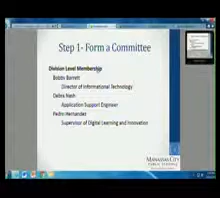 Step 1- Form a Committee
Division Level Membership
Bobby Barrett
Director of Informational Technology
Debra Nash
Application Support Engineer
Pedro Hernandez
Supervisor of Digital Learning and Innovation
MANASSAS CITY
PUBLIC SCHOOLS